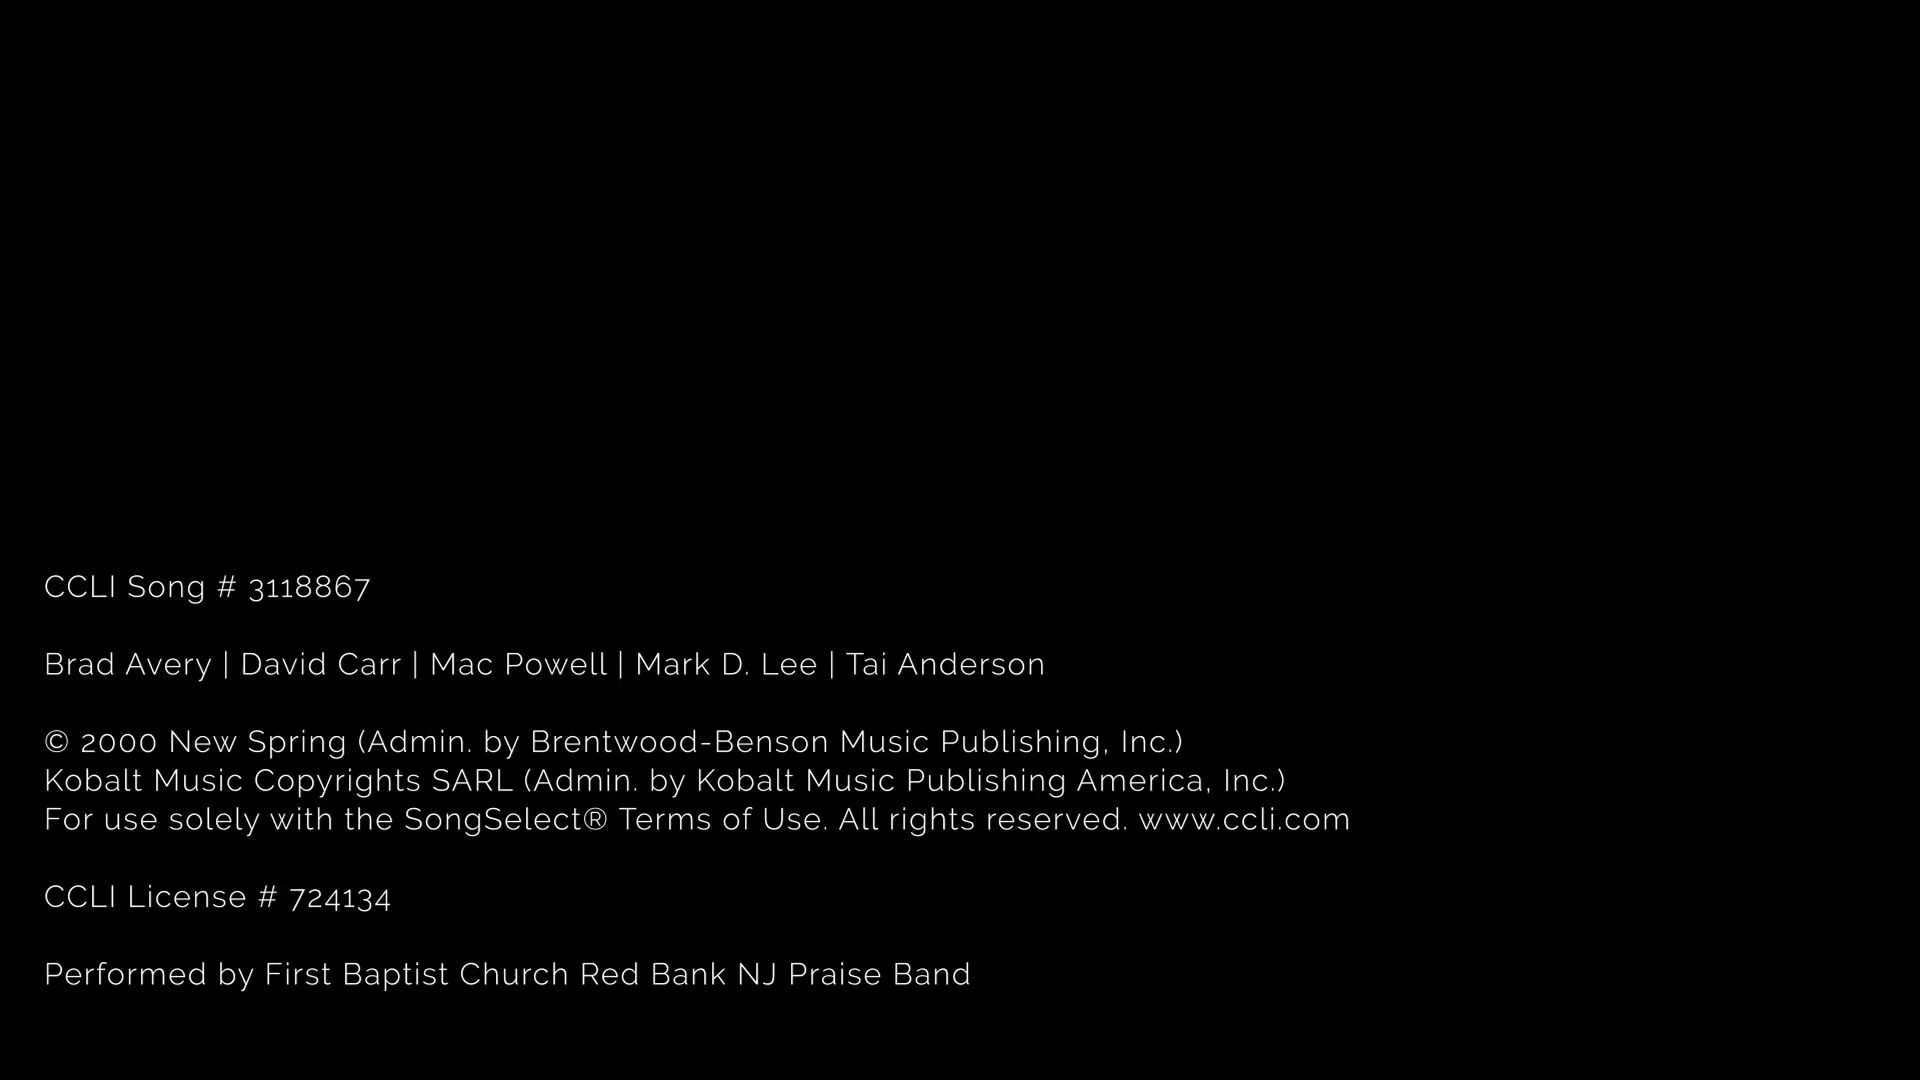 CCLI Song # 3118867
Brad Avery | David Carr | Mac Powell | Mark D. Lee | Tai Anderson
© 2000 New Spring (Admin. by Brentwood-Benson Music Publishing, Inc.)
Kobalt Music Copyrights SARL (Admin. by Kobalt Music Publishing America, Inc.)
For use solely with the SongSelect® Terms of Use. All rights reserved. www.ccli.com
CCLI License # 724134
Performed by First Baptist Church Red Bank NJ Praise Band